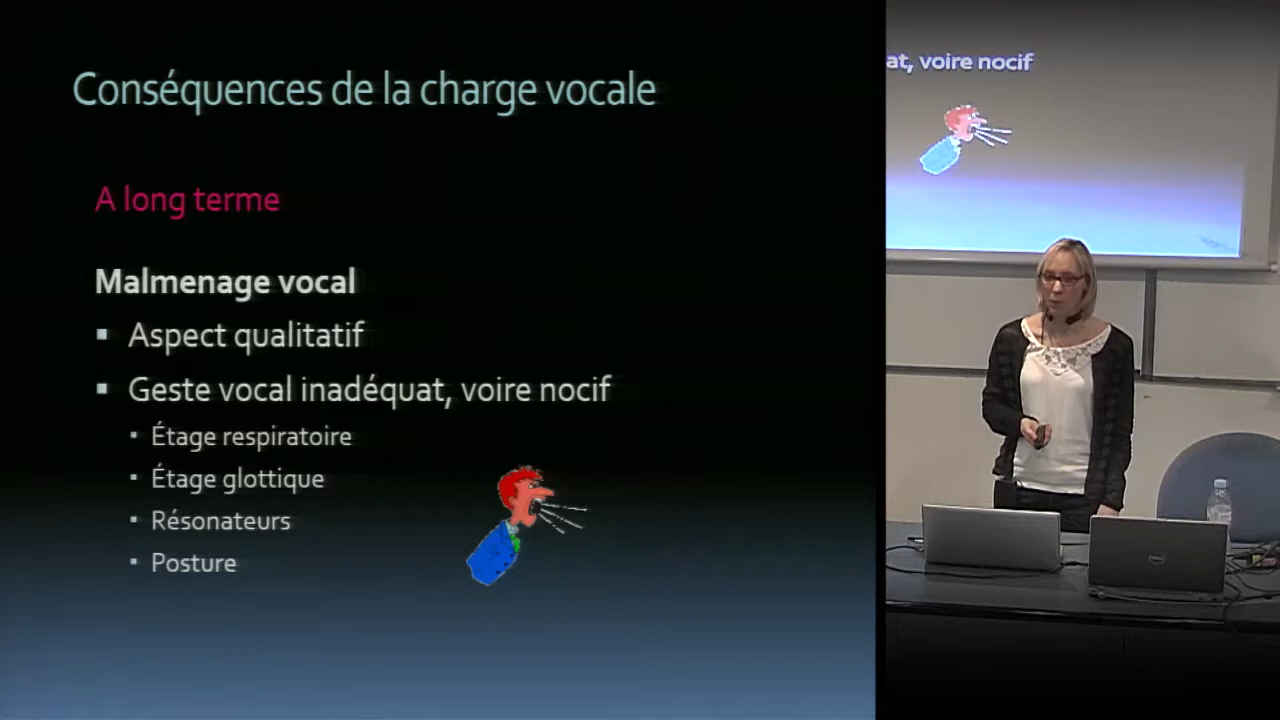 Conséquences de la charge vocale
A long terme
Malmenage vocal
▪ Aspect qualitatif
▪ Geste vocal inadéquat, voire nocif
▪ Étage respiratoire
▪ Étage glottique
▪ Résonateurs
▪ Posture
at, voire nocif